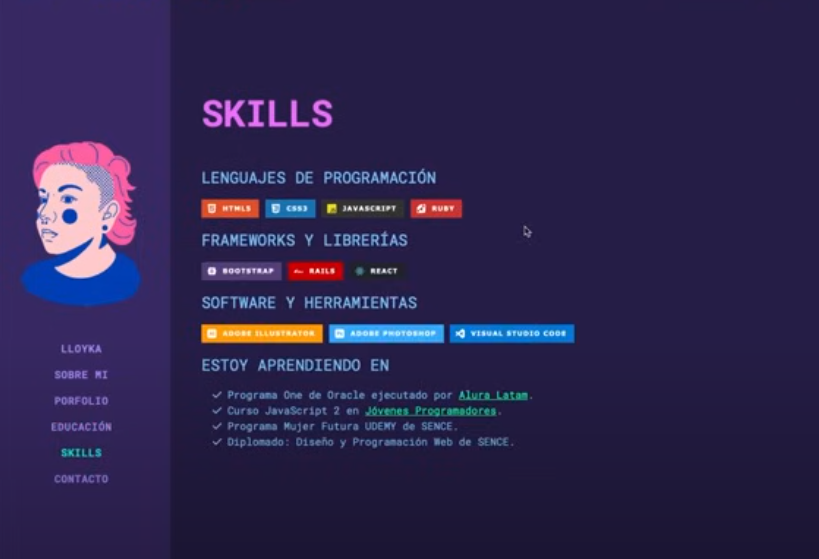 SKILLS
LENGUAJES DE PROGRAMACIÓN
HTML5 CSS3 JAVASCRIPT RUBY
FRAMEWORKS Y LIBRERÍAS
BOOTSTRAP RAILS REACT
SOFTWARE Y HERRAMIENTAS
ADOBE ILLUSTRATOR ADOBE PHOTOSHOP VISUAL STUDIO CODE
ESTOY APRENDIENDO EN
Programa One de Oracle ejecutado por Alura Latam.
Curso JavaScript 2 en Jóvenes Programadores.
Programa Mujer Futura UDEMY de SENCE.
Diplomado: Diseño y Programación Web de SENCE.
LLOYKA
SOBRE MI
PORFOLIO
EDUCACIÓN
SKILLS
CONTACTO